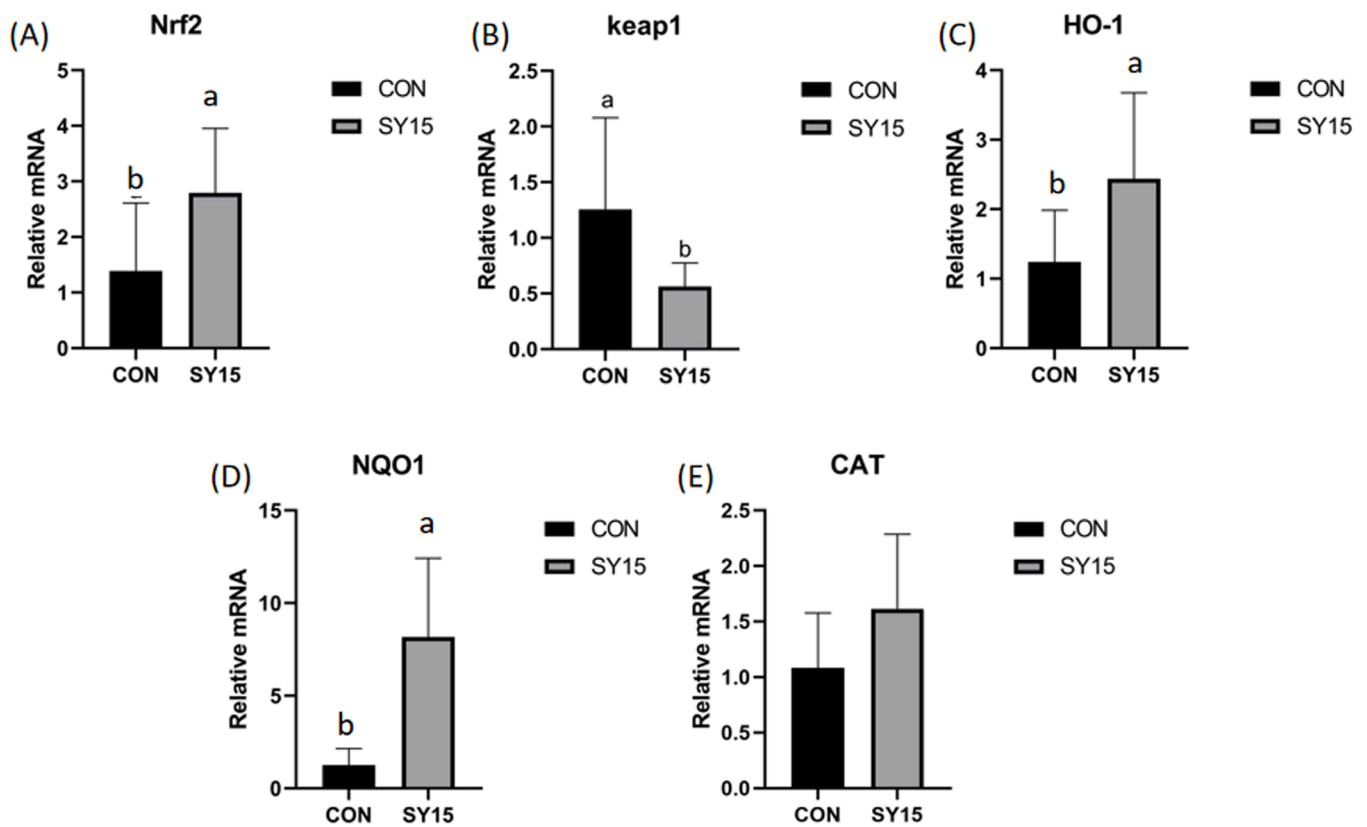 (A)
Nrf2
Relative mRNA
5
4
3
2
1
0
b
a
CON
SY15
CON
SY15
(B)
keap1
Relative mRNA
2.5
2.0
1.5
1.0
0.5
0.0
a
b
CON
SY15
CON
SY15
(C)
HO-1
Relative mRNA
4
3
2
1
0
b
a
CON
SY15
CON
SY15
(D)
NQO1
Relative mRNA
15
10
5
0
b
a
CON
SY15
CON
SY15
(E)
CAT
Relative mRNA
2.5
2.0
1.5
1.0
0.5
0.0
CON
SY15
CON
SY15